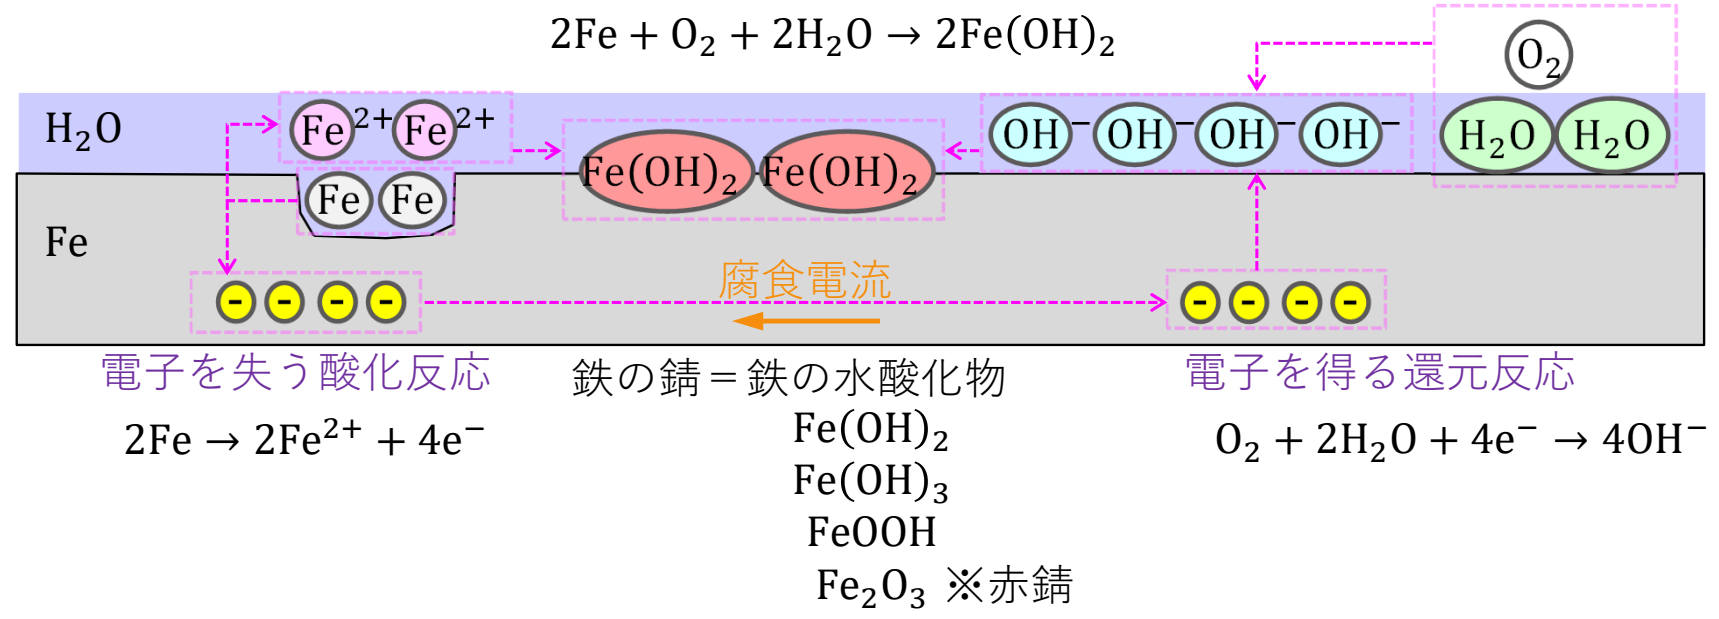 2Fe + O₂ + 2H₂O → 2Fe(OH)₂
O₂
H₂O
Fe²⁺ Fe²⁺
Fe(OH)₂ Fe(OH)₂
OH⁻ OH⁻ OH⁻ OH⁻
H₂O H₂O
Fe Fe
Fe
腐食電流
- - - -
- - - -
電子を失う酸化反応
2Fe → 2Fe²⁺ + 4e⁻
鉄の錆＝鉄の水酸化物
Fe(OH)₂
Fe(OH)₃
FeOOH
Fe₂O₃ ※赤錆
電子を得る還元反応
O₂ + 2H₂O + 4e⁻ → 4OH⁻